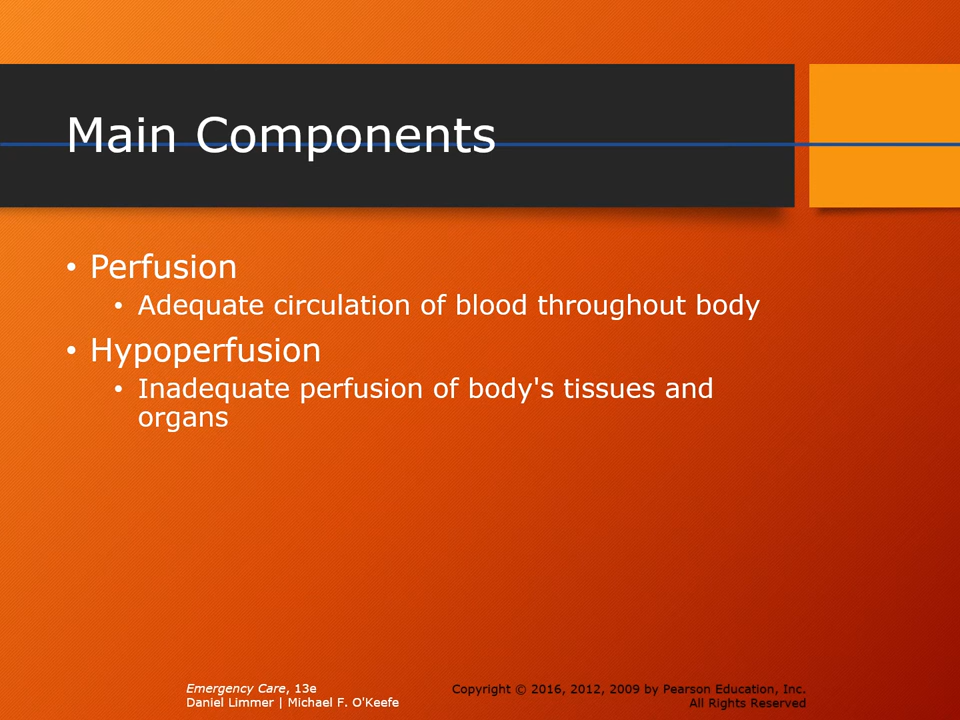 Main Components
• Perfusion
• Adequate circulation of blood throughout body
• Hypoperfusion
• Inadequate perfusion of body's tissues and
organs
Emergency Care, 13e
Daniel Limmer | Michael F. O'Keefe
Copyright © 2016, 2012, 2009 by Pearson Education, Inc.
All Rights Reserved